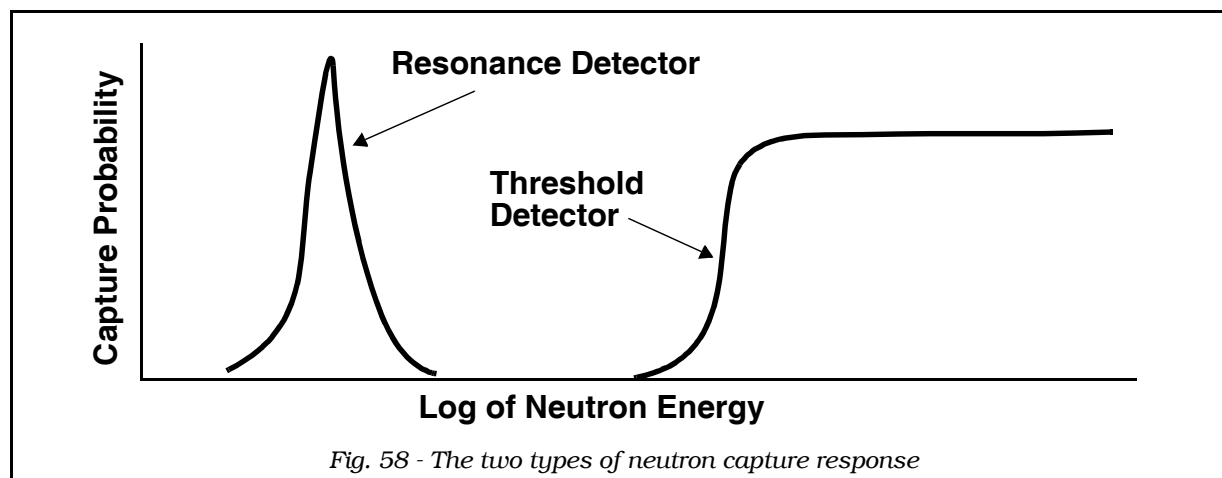 Capture Probability
Resonance Detector
Threshold
Detector
Log of Neutron Energy
Fig. 58 - The two types of neutron capture response